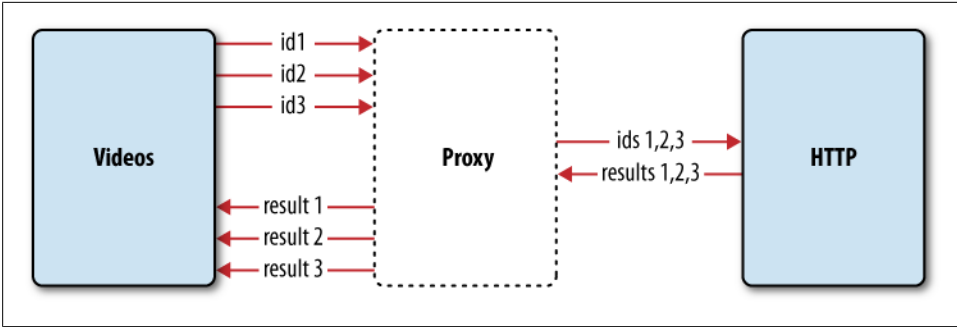 id1
id2
id3
Videos
Proxy
ids 1,2,3
results 1,2,3
HTTP
result 1
result 2
result 3